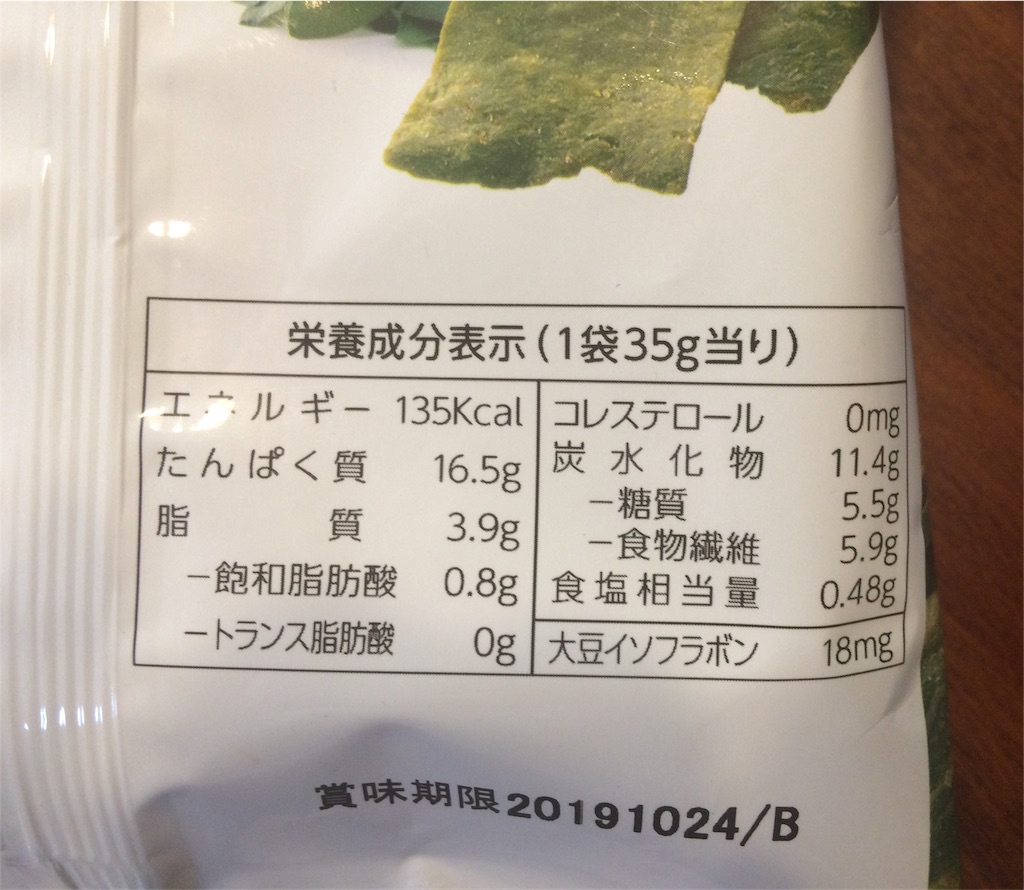 栄養成分表示(1袋35g当り)
エネルギー 135Kcal
たんぱく質 16.5g
脂質 3.9g
－飽和脂肪酸 0.8g
－トランス脂肪酸 0g
コレステロール 0mg
炭水化物 11.4g
－糖質 5.5g
－食物繊維 5.9g
食塩相当量 0.48g
大豆イソフラボン 18mg
賞味期限20191024/B